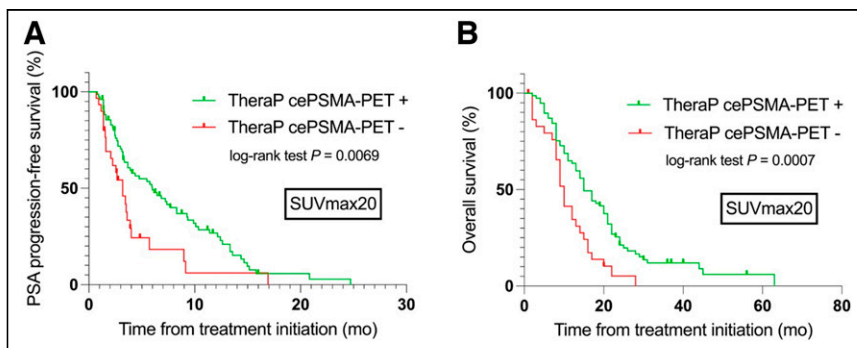 A
PSA progression-free survival (%)
100
50
0
TheraP cePSMA-PET +
TheraP cePSMA-PET -
log-rank test P = 0.0069
SUVmax20
0 10 20 30
Time from treatment initiation (mo)
B
Overall survival (%)
100
50
0
TheraP cePSMA-PET +
TheraP cePSMA-PET -
log-rank test P = 0.0007
SUVmax20
0 20 40 60 80
Time from treatment initiation (mo)